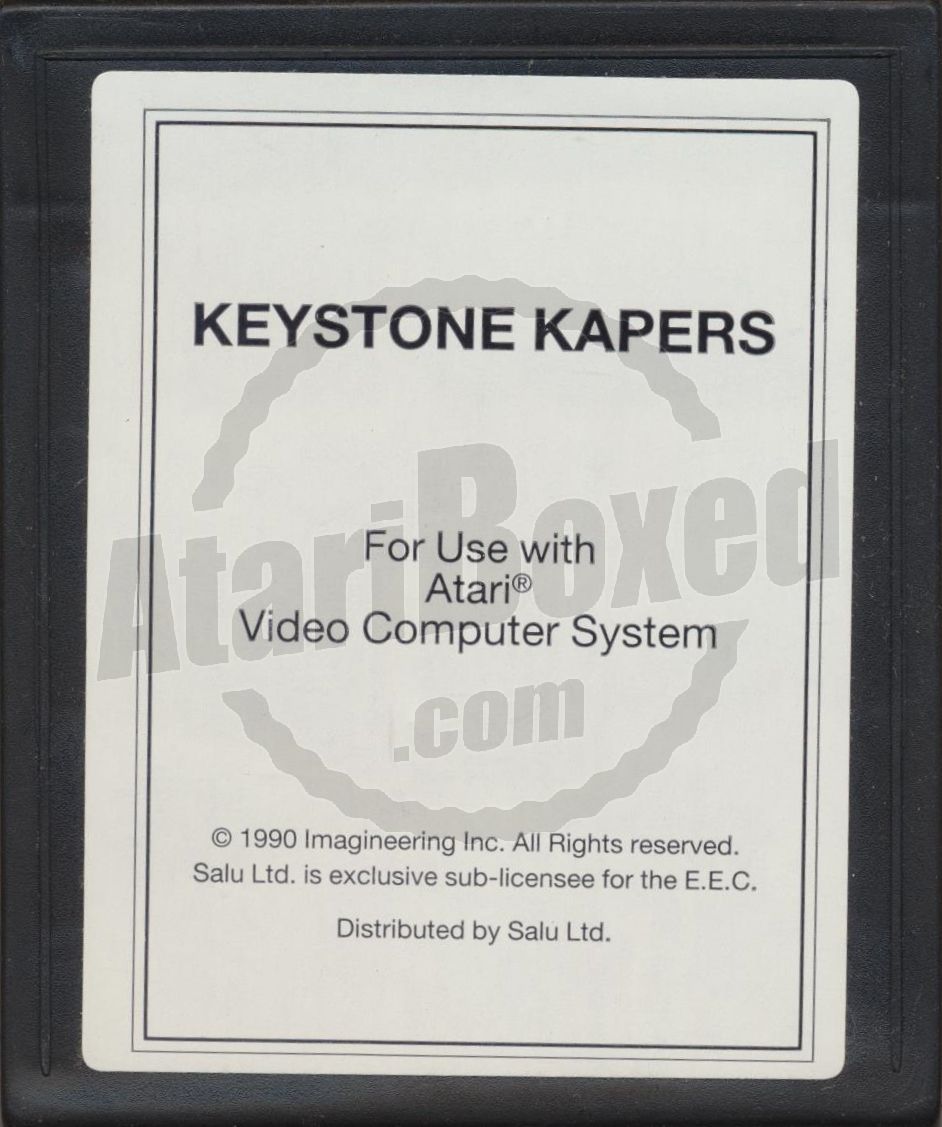 KEYSTONE KAPERS
AtariBoxed
.com
For Use with
Atari®
Video Computer System
© 1990 Imagineering Inc. All Rights reserved.
Salu Ltd. is exclusive sub-licensee for the E.E.C.
Distributed by Salu Ltd.